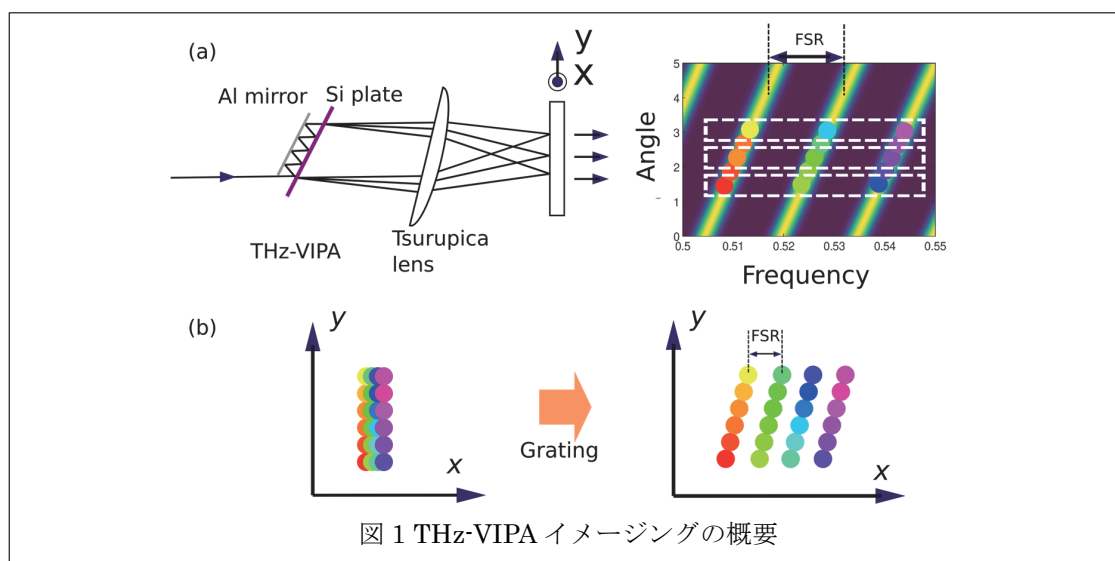 (a)
y
x
Al mirror
Si plate
THz-VIPA
Tsurupica
lens
FSR
Angle
5
4
3
2
1
0
0.5
0.51
0.52
0.53
0.54
0.55
Frequency
(b)
y
x
Grating
y
FSR
x
図 1 THz-VIPA イメージングの概要